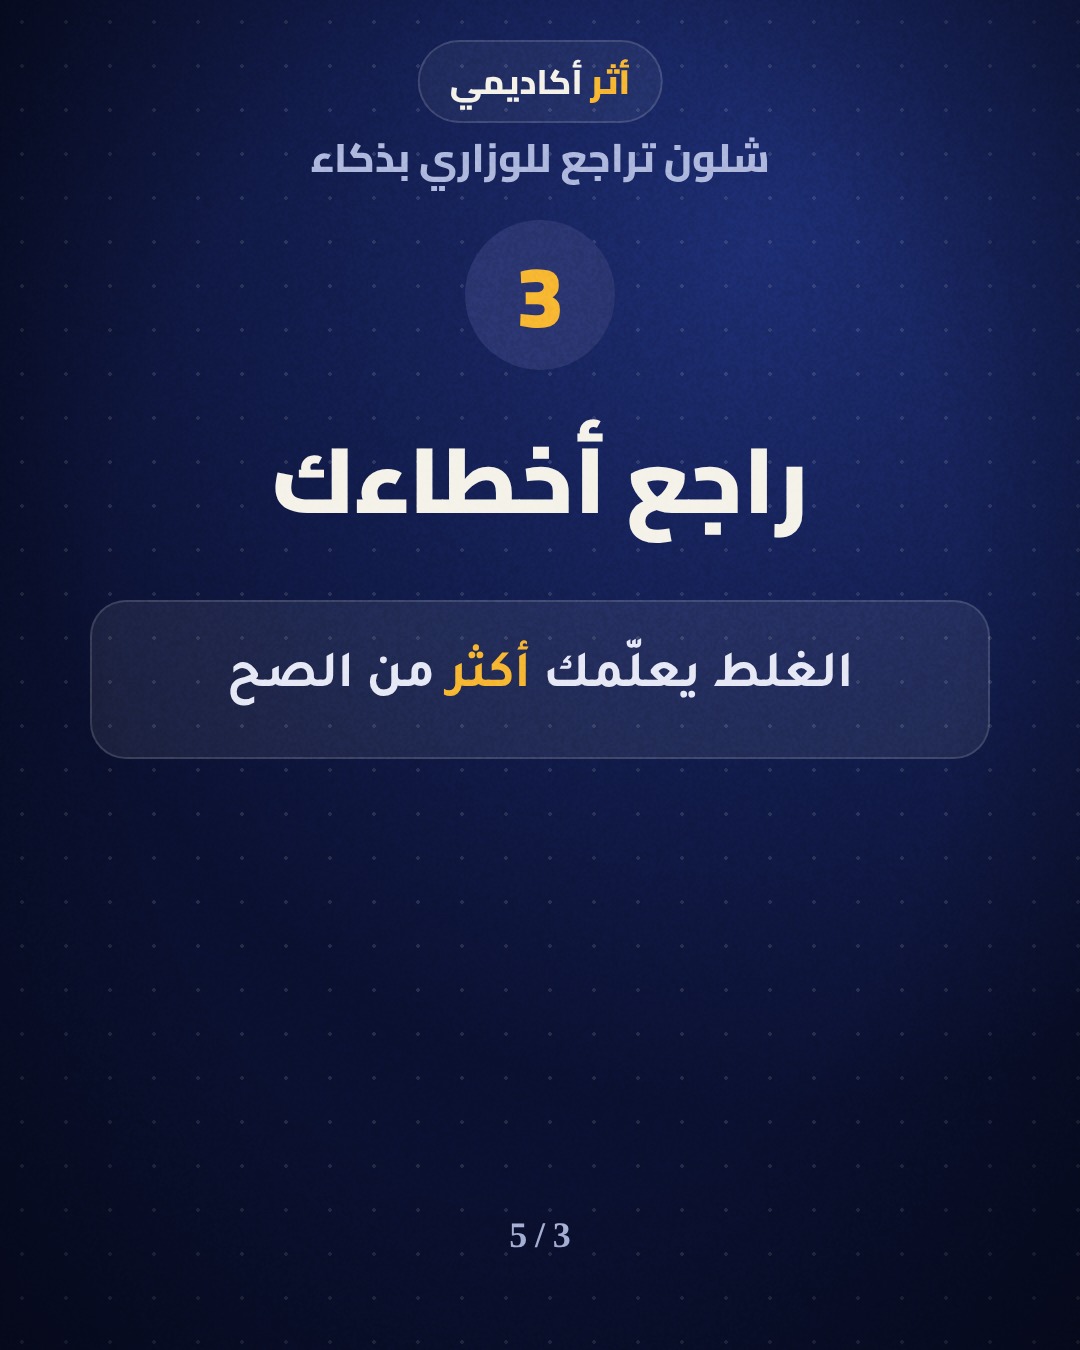 أثر أكاديمي
شلون تراجع للوزاري بذكاء
3
راجع أخطاءك
الغلط يعلّمك أكثر من الصح
5 / 3